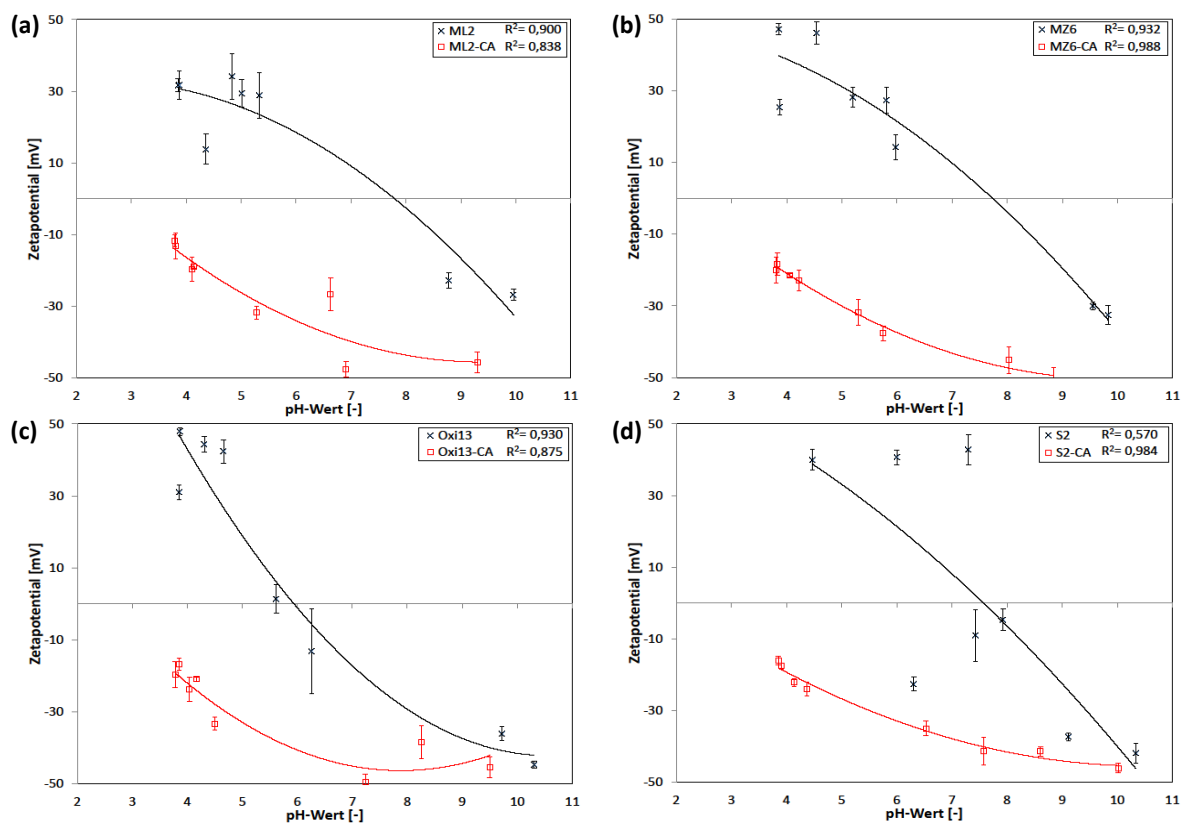 (a)
× ML2 R²= 0,900
ML2-CA R²= 0,838
Zetapotential [mV]
50
30
10
-10
-30
-50
2 3 4 5 6 7 8 9 10 11
pH-Wert [-]
(b)
× MZ6 R²= 0,932
MZ6-CA R²= 0,988
Zetapotential [mV]
50
30
10
-10
-30
-50
2 3 4 5 6 7 8 9 10 11
pH-Wert [-]
(c)
× Oxi13 R²= 0,930
Oxi13-CA R²= 0,875
Zetapotential [mV]
50
30
10
-10
-30
-50
2 3 4 5 6 7 8 9 10 11
pH-Wert [-]
(d)
× S2 R²= 0,570
S2-CA R²= 0,984
Zetapotential [mV]
50
30
10
-10
-30
-50
2 3 4 5 6 7 8 9 10 11
pH-Wert [-]